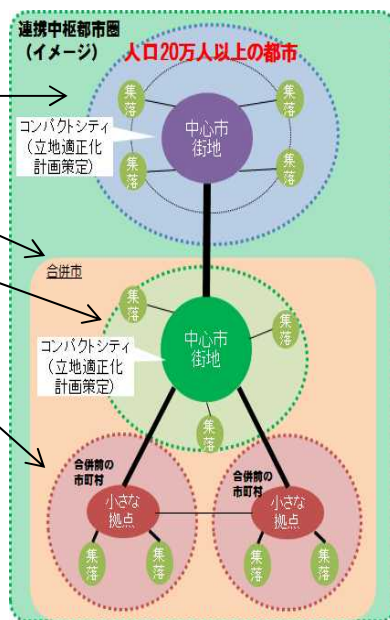 連携中枢都市圏
(イメージ)
人口20万人以上の都市
集落
集落
コンパクトシティ
(立地適正化
計画策定)
中心市
街地
集落
集落
合併市
集落
集落
コンパクトシティ
(立地適正化
計画策定)
中心市
街地
集落
合併前の
市町村
合併前の
市町村
小さな
拠点
小さな
拠点
集落
集落
集落
集落